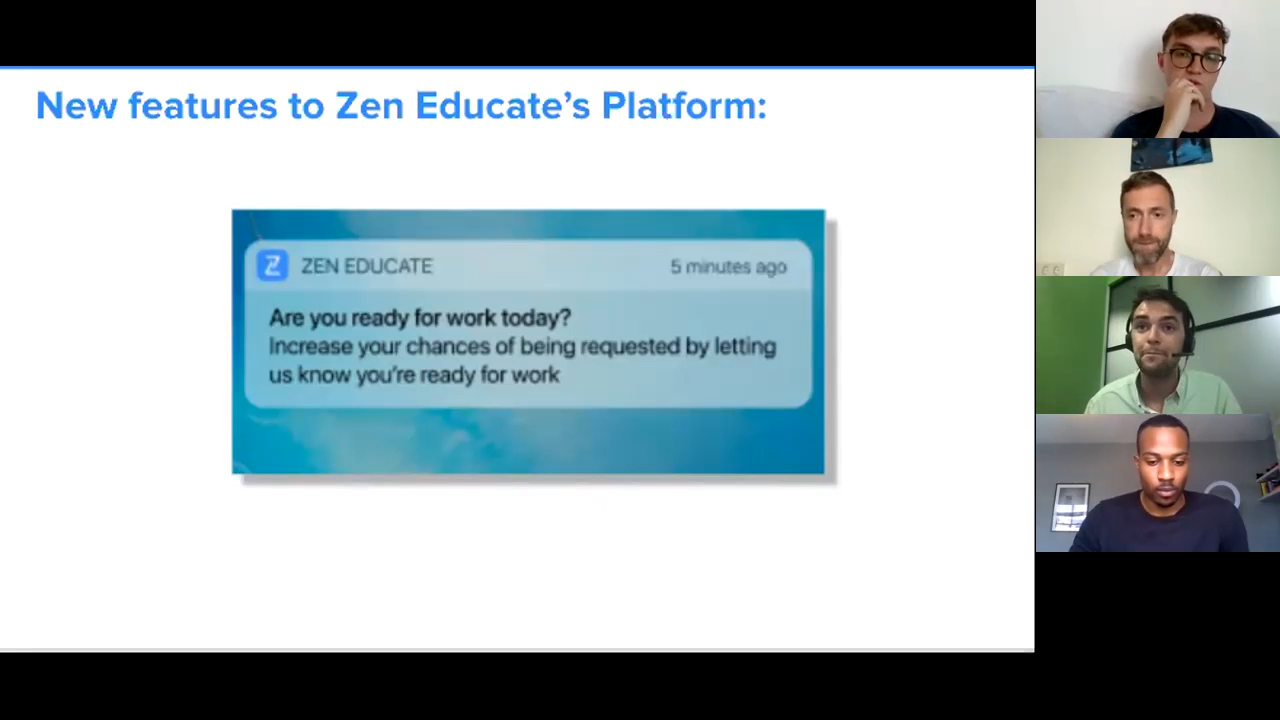 New features to Zen Educate's Platform:
ZEN EDUCATE
5 minutes ago
Are you ready for work today?
Increase your chances of being requested by letting
us know you're ready for work